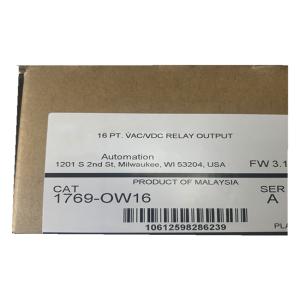 16 PT. VAC/VDC RELAY OUTPUT
Automation
1201 S 2nd St, Milwaukee, WI 53204, USA
FW 3.1
PRODUCT OF MALAYSIA
CAT
SER
1769-OW16
A
10612598286239
PLA